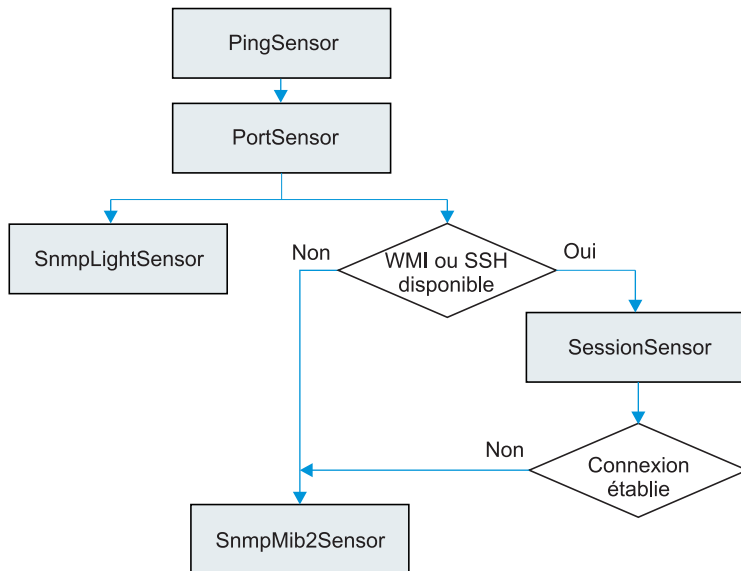 PingSensor
PortSensor
SnmpLightSensor
Non
WMI ou SSH
disponible
Oui
SessionSensor
Non
Connexion
établie
SnmpMib2Sensor